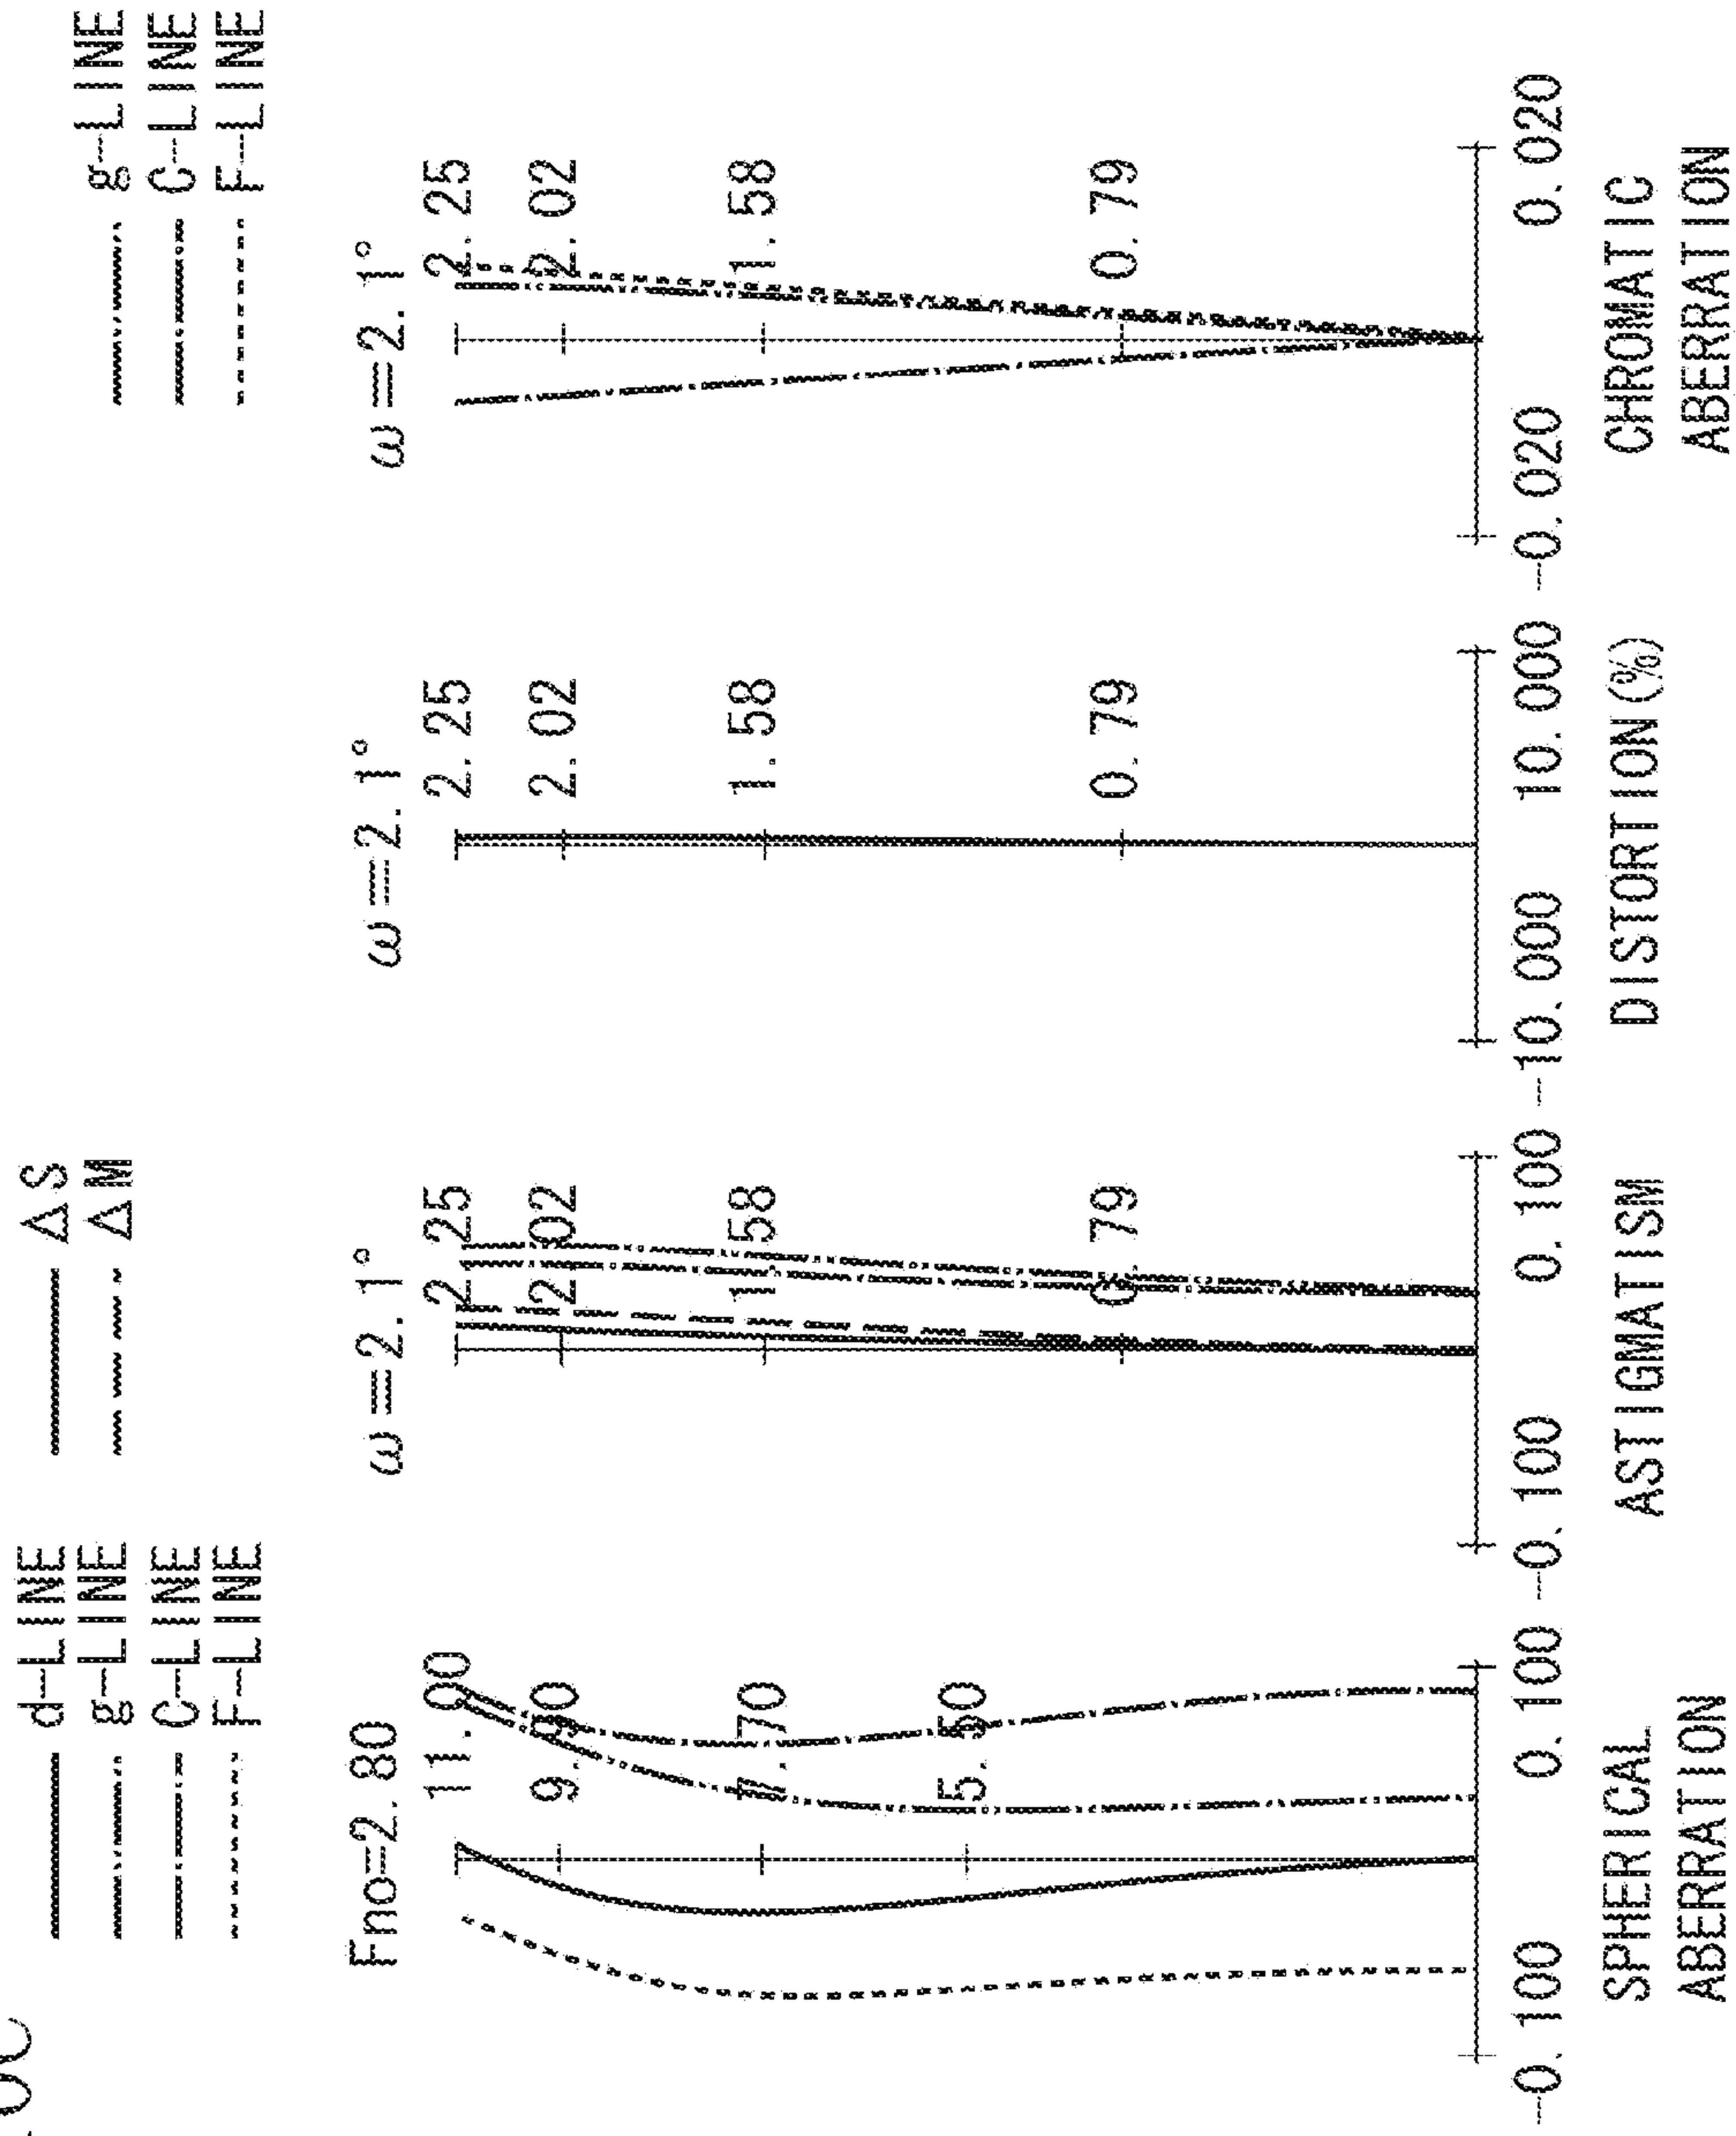 d-LINE
g-LINE
C-LINE
F-LINE
ΔS
ΔM
g-LINE
C-LINE
F-LINE
Fno=2.80
11.00
9.90
7.70
5.50
-0.100
0.100
SPHERICAL
ABERRATION
ω=2.1°
2.25
2.02
1.58
0.79
-0.100
0.100
ASTIGMATISM
ω=2.1°
2.25
2.02
1.58
0.79
-10.000
10.000
DISTORTION(%)
ω=2.1°
2.25
2.02
1.58
0.79
-0.020
0.020
CHROMATIC
ABERRATION